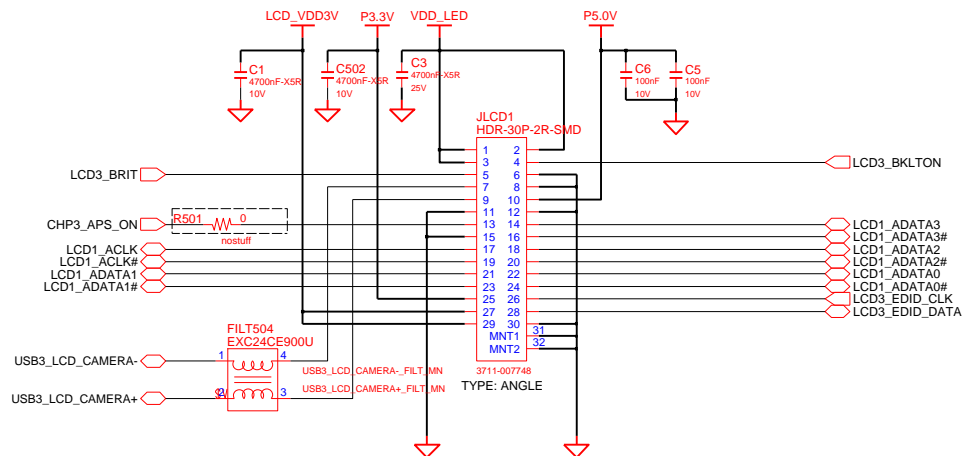 LCD_VDD3V P3.3V VDD_LED P5.0V
C1
4700nF-X5R
10V
C502
4700nF-X5R
10V
C3
4700nF-X5R
25V
C6
100nF
10V
C5
100nF
10V
JLCD1
HDR-30P-2R-SMD
1 2
3 4
5 6
7 8
9 10
11 12
13 14
15 16
17 18
19 20
21 22
23 24
25 26
27 28
29 30
MNT1 31
MNT2 32
3711-007748
TYPE: ANGLE
LCD3_BRIT
CHP3_APS_ON
R501 0
nostuff
LCD1_ACLK
LCD1_ACLK#
LCD1_ADATA1
LCD1_ADATA1#
LCD3_BKLTON
LCD1_ADATA3
LCD1_ADATA3#
LCD1_ADATA2
LCD1_ADATA2#
LCD1_ADATA0
LCD1_ADATA0#
LCD3_EDID_CLK
LCD3_EDID_DATA
FILT504
EXC24CE900U
1 4
2 3
USB3_LCD_CAMERA-
USB3_LCD_CAMERA+
USB3_LCD_CAMERA-_FILT_MN
USB3_LCD_CAMERA+_FILT_MN